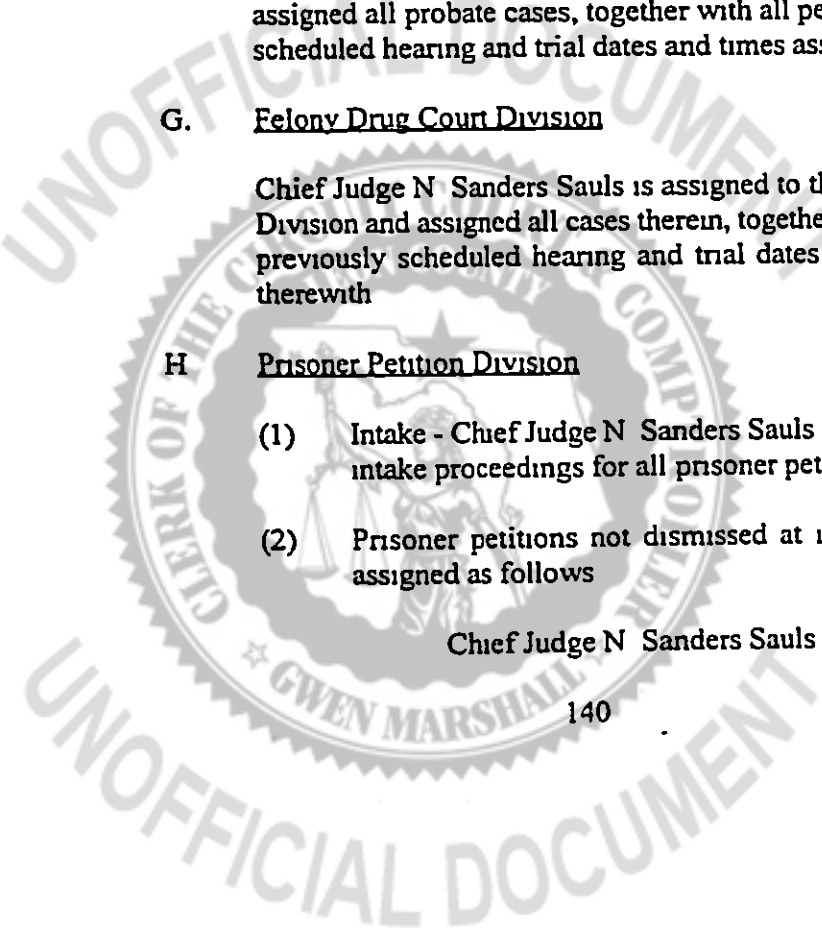 assigned all probate cases, together with all pe
scheduled hearing and trial dates and times as
G. Felony Drug Court Division
Chief Judge N Sanders Sauls is assigned to t
Division and assigned all cases therein, togethe
previously scheduled hearing and trial dates
therewith
H Prisoner Petition Division
(1) Intake - Chief Judge N Sanders Sauls
intake proceedings for all prisoner pet
(2) Prisoner petitions not dismissed at
assigned as follows
Chief Judge N Sanders Sauls
140
UNOFFICIAL DOCUMENT
CLERK OF THE CIRCUIT COURT & COMPTROLLER
COUNTY
GWEN MARSHALL
UNOFFICIAL DOCUMENT